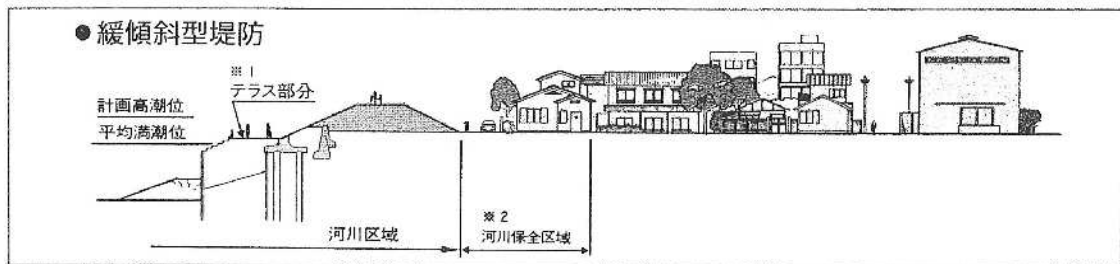 ●緩傾斜型堤防
※1
テラス部分
計画高潮位
平均満潮位
※2
河川区域
河川保全区域